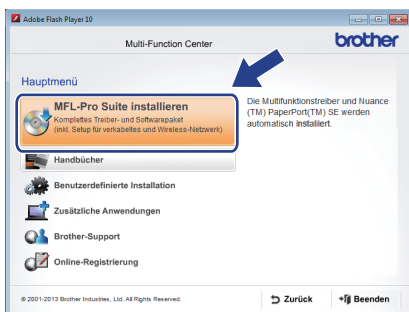 Adobe Flash Player 10
Multi-Function Center
brother
Hauptmenü
MFL-Pro Suite installieren
Komplettes Treiber- und Softwarepaket
(inkl. Setup für verkabeltes und Wireless-Netzwerk)
Die Multifunktionstreiber und Nuance
(TM) PaperPort(TM) SE werden
automatisch installiert.
Handbücher
Benutzerdefinierte Installation
Zusätzliche Anwendungen
Brother-Support
Online-Registrierung
© 2001-2013 Brother Industries, Ltd. All Rights Reserved.
Zurück
Beenden